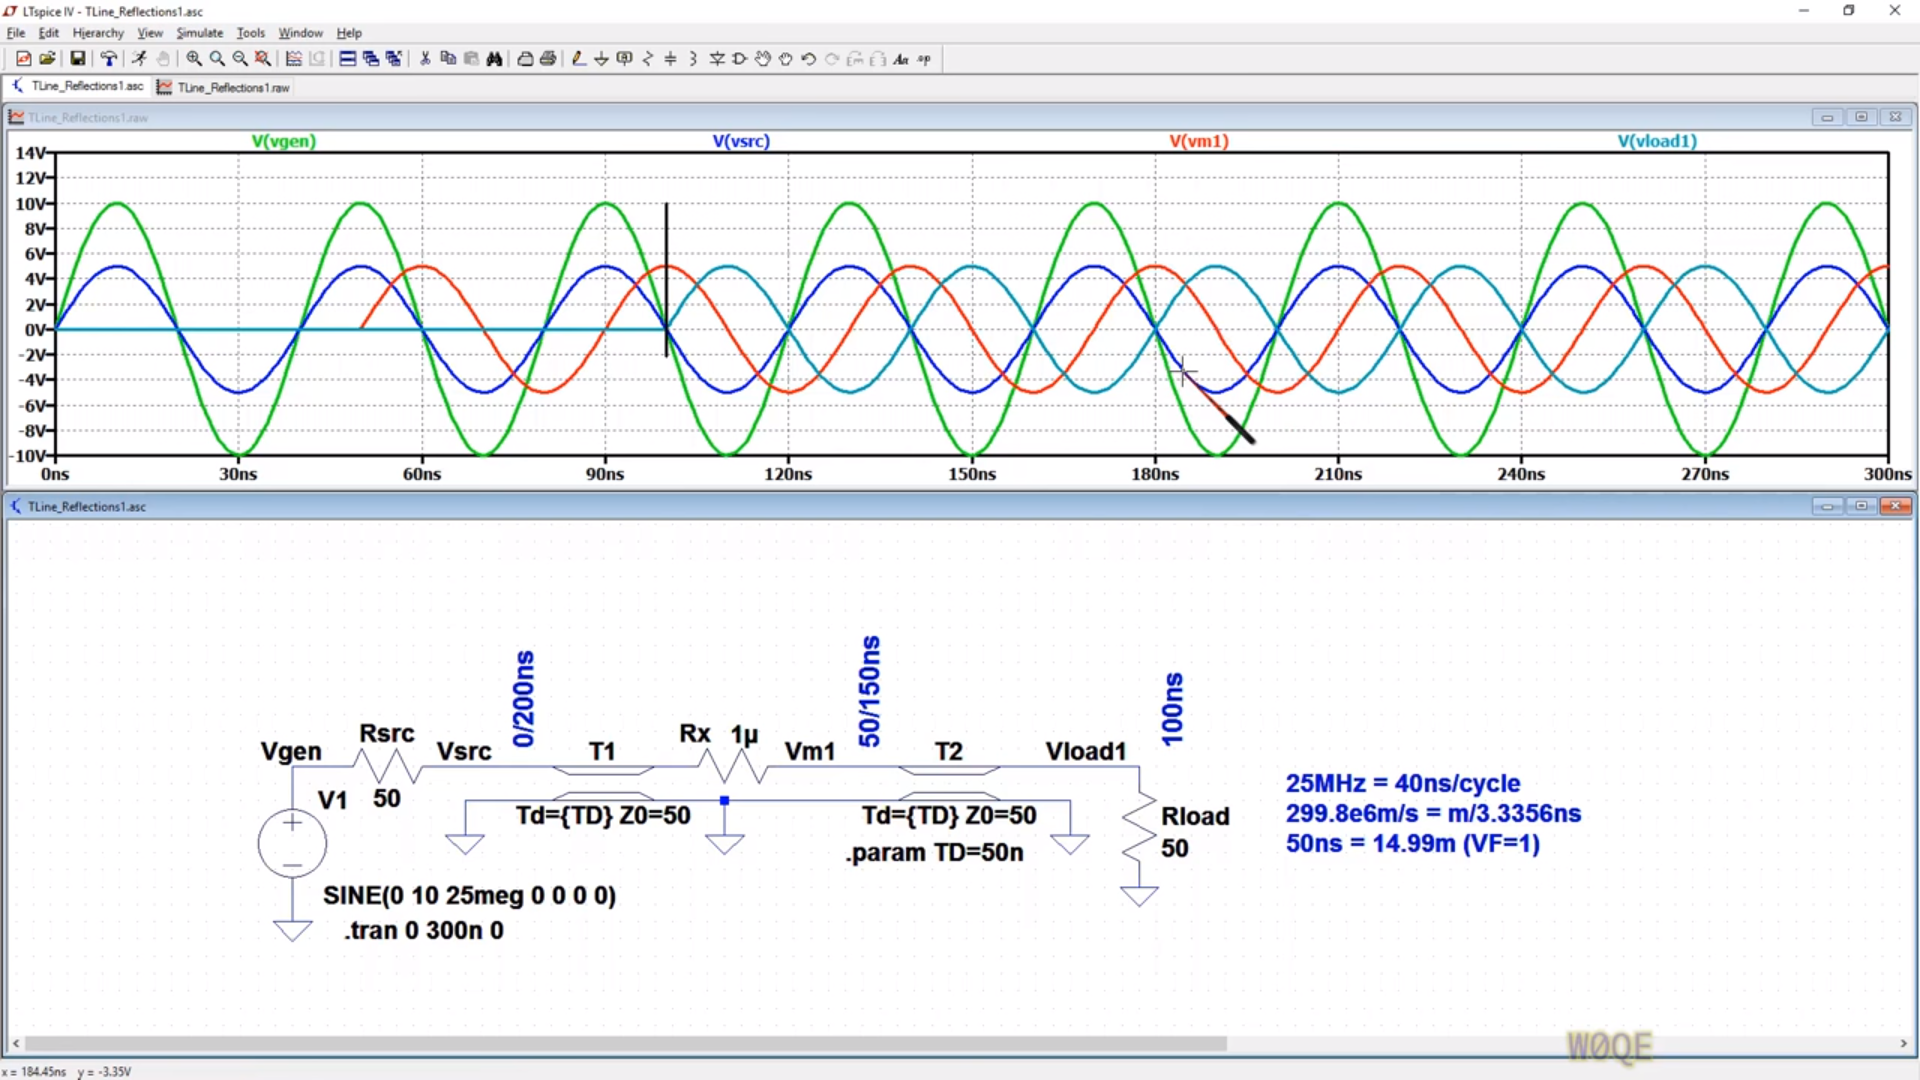 LTspice IV - TLine_Reflections1.asc
File Edit Hierarchy View Simulate Tools Window Help
TLine_Reflections1.asc TLine_Reflections1.raw
TLine_Reflections1.raw
V(vgen) V(vsrc) V(vm1) V(vload1)
14V
12V
10V
8V
6V
4V
2V
0V
-2V
-4V
-6V
-8V
-10V
0ns 30ns 60ns 90ns 120ns 150ns 180ns 210ns 240ns 270ns 300ns
TLine_Reflections1.asc
0/200ns
50/150ns
100ns
Vgen Rsrc Vsrc T1 Rx 1µ Vm1 T2 Vload1
V1 50
Td={TD} Z0=50
Td={TD} Z0=50
.param TD=50n
Rload
50
25MHz = 40ns/cycle
299.8e6m/s = m/3.3356ns
50ns = 14.99m (VF=1)
SINE(0 10 25meg 0 0 0 0)
.tran 0 300n 0
W0QE
x = 184.45ns y = -3.35V